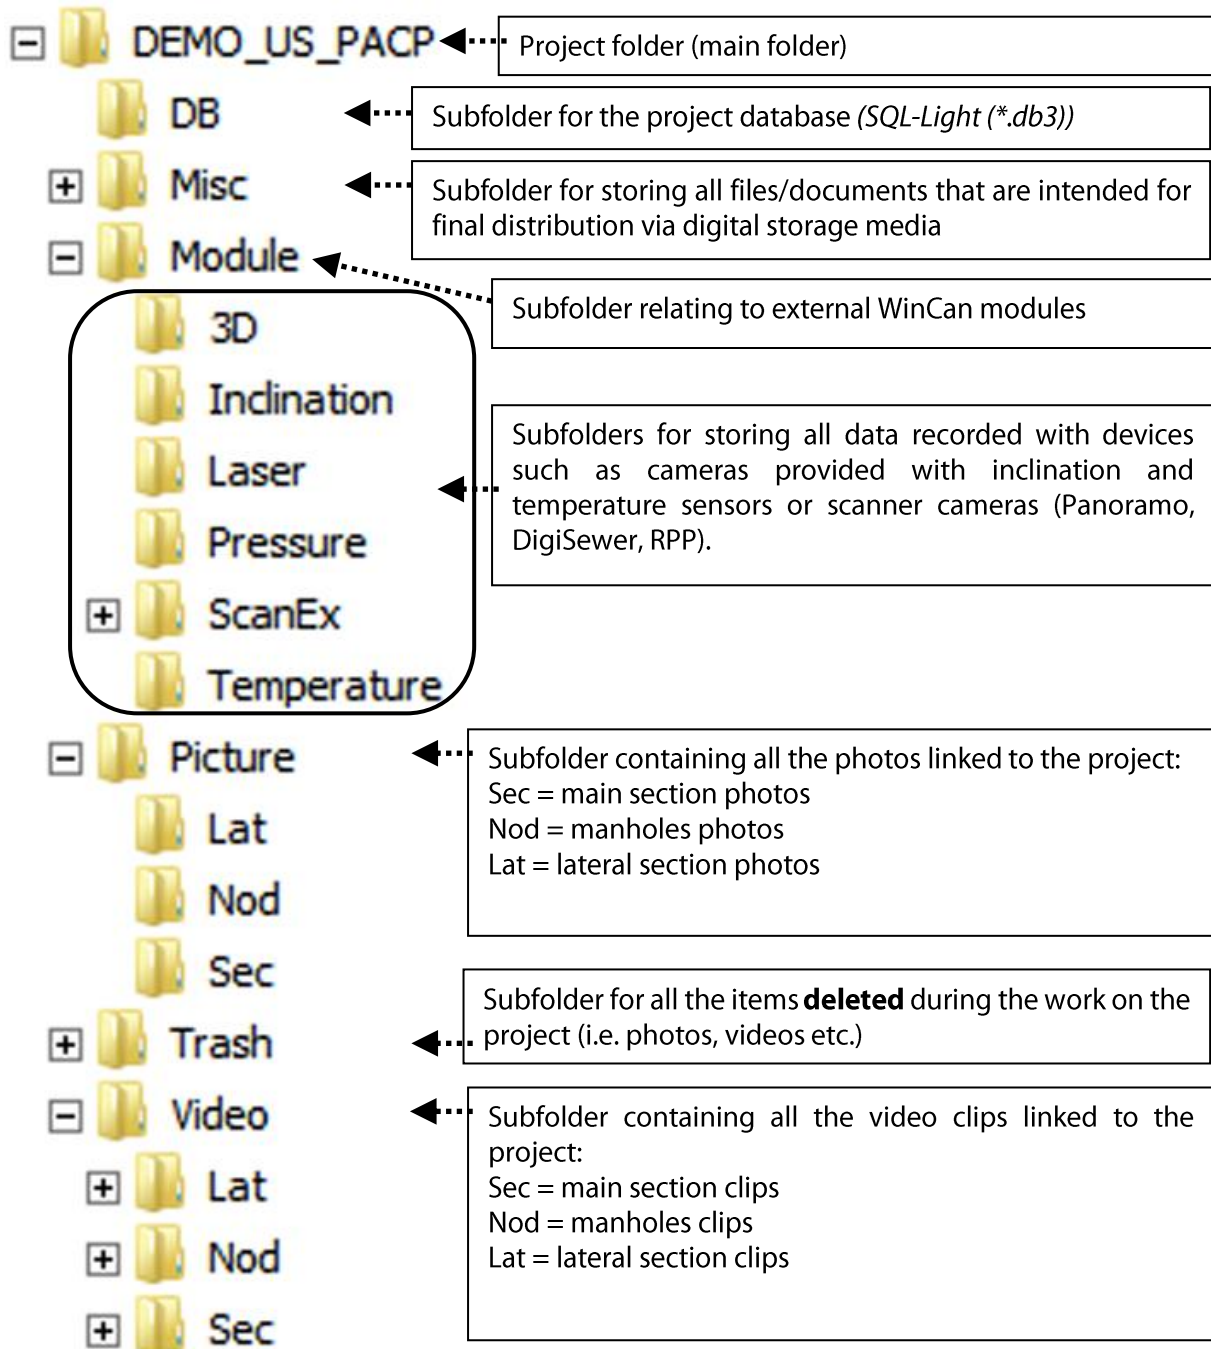 DEMO_US_PACP
Project folder (main folder)
DB
Subfolder for the project database (SQL-Light (*.db3))
Misc
Subfolder for storing all files/documents that are intended for
final distribution via digital storage media
Module
Subfolder relating to external WinCan modules
3D
Inclination
Laser
Pressure
ScanEx
Temperature
Subfolders for storing all data recorded with devices
such as cameras provided with inclination and
temperature sensors or scanner cameras (Panoramo,
DigiSewer, RPP).
Picture
Subfolder containing all the photos linked to the project:
Sec = main section photos
Nod = manholes photos
Lat = lateral section photos
Lat
Nod
Sec
Trash
Subfolder for all the items deleted during the work on the
project (i.e. photos, videos etc.)
Video
Subfolder containing all the video clips linked to the
project:
Sec = main section clips
Nod = manholes clips
Lat = lateral section clips
Lat
Nod
Sec